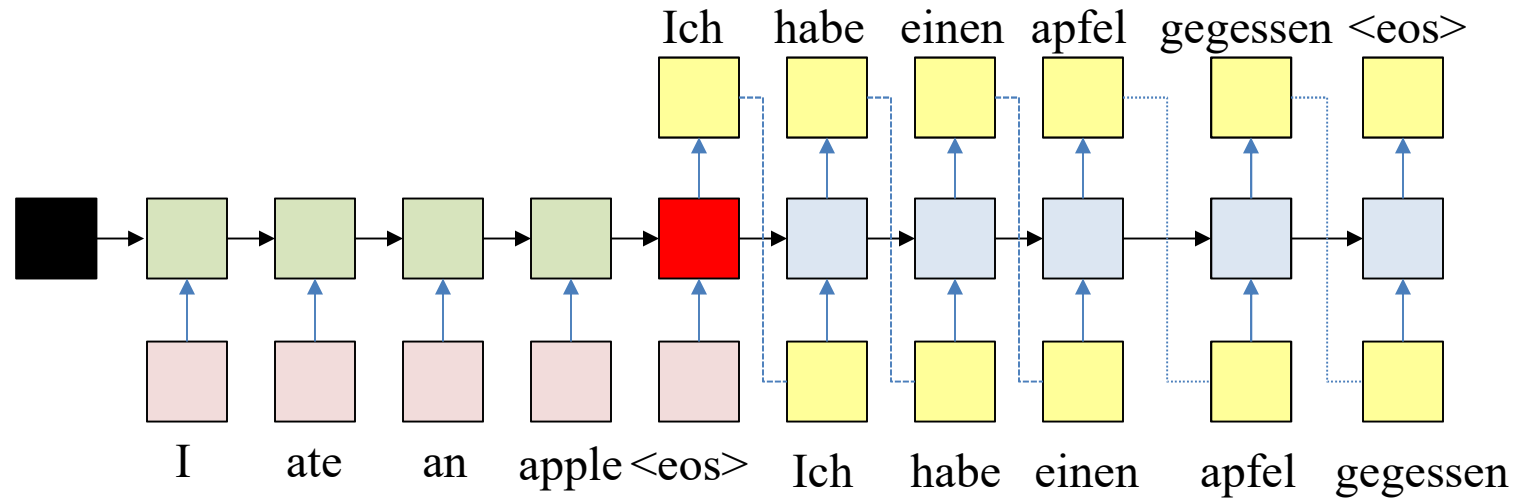 Ich habe einen apfel gegessen <eos>
I ate an apple <eos> Ich habe einen apfel gegessen